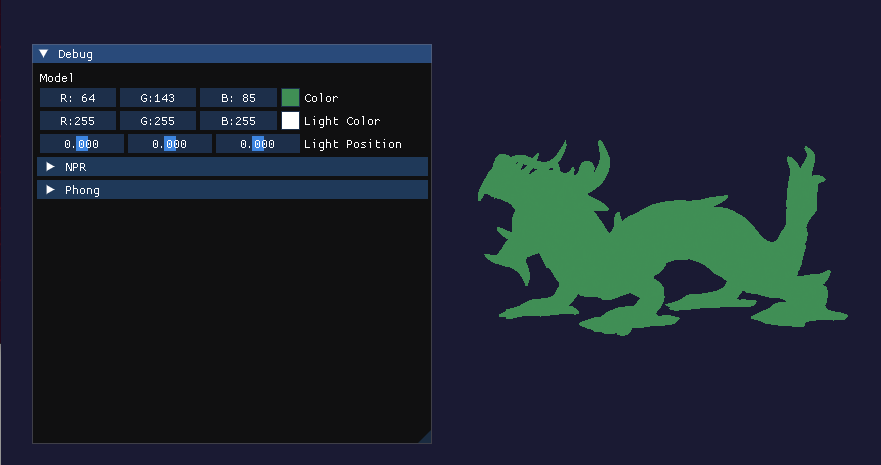 Debug
Model
R: 64 G:143 B: 85 Color
R:255 G:255 B:255 Light Color
0.000 0.000 0.000 Light Position
NPR
Phong